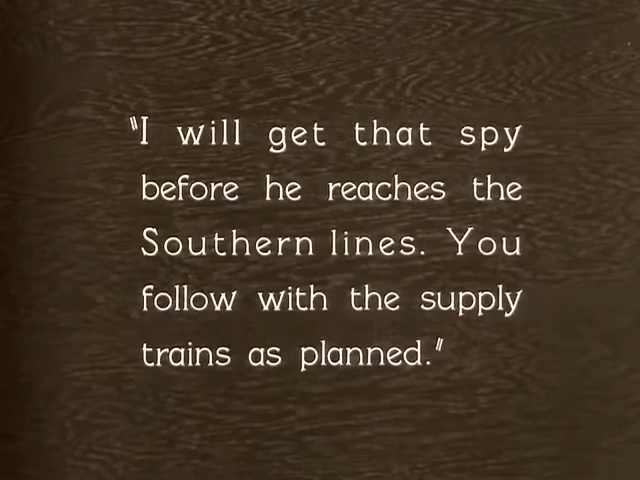 "I will get that spy
before he reaches the
Southern lines. You
follow with the supply
trains as planned."